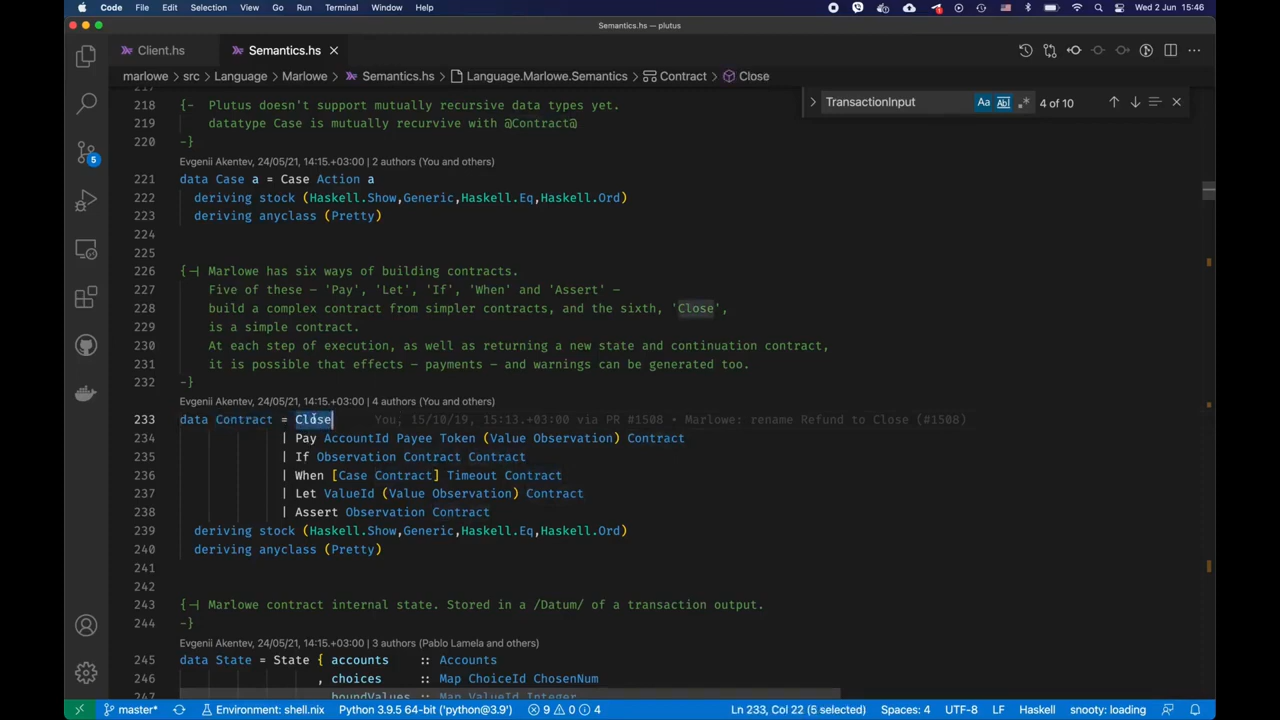 Code File Edit Selection View Go Run Terminal Window Help Wed 2 Jun 15:46
Semantics.hs — plutus
Client.hs Semantics.hs
marlowe > src > Language > Marlowe > Semantics.hs > Language.Marlowe.Semantics > Contract > Close
TransactionInput Aa Abl .* 4 of 10
217
218 {- Plutus doesn't support mutually recursive data types yet.
219 datatype Case is mutually recurvive with @Contract@
220 -}
Evgenii Akentev, 24/05/21, 14:15.+03:00 | 2 authors (You and others)
221 data Case a = Case Action a
222 deriving stock (Haskell.Show,Generic,Haskell.Eq,Haskell.Ord)
223 deriving anyclass (Pretty)
224
225
226 {-| Marlowe has six ways of building contracts.
227 Five of these – 'Pay', 'Let', 'If', 'When' and 'Assert' –
228 build a complex contract from simpler contracts, and the sixth, 'Close',
229 is a simple contract.
230 At each step of execution, as well as returning a new state and continuation contract,
231 it is possible that effects – payments – and warnings can be generated too.
232 -}
Evgenii Akentev, 24/05/21, 14:15.+03:00 | 4 authors (You and others)
233 data Contract = Close You, 15/10/19, 15:13.+03:00 via PR #1508 • Marlowe: rename Refund to Close (#1508)
234 | Pay AccountId Payee Token (Value Observation) Contract
235 | If Observation Contract Contract
236 | When [Case Contract] Timeout Contract
237 | Let ValueId (Value Observation) Contract
238 | Assert Observation Contract
239 deriving stock (Haskell.Show,Generic,Haskell.Eq,Haskell.Ord)
240 deriving anyclass (Pretty)
241
242
243 {-| Marlowe contract internal state. Stored in a /Datum/ of a transaction output.
244 -}
Evgenii Akentev, 24/05/21, 14:15.+03:00 | 3 authors (Pablo Lamela and others)
245 data State = State { accounts :: Accounts
246 , choices :: Map ChoiceId ChosenNum
247 , boundValues :: Map ValueId Integer
5
master* Environment: shell.nix Python 3.9.5 64-bit ('python@3.9') 9 0 4 Ln 233, Col 22 (5 selected) Spaces: 4 UTF-8 LF Haskell snooty: loading